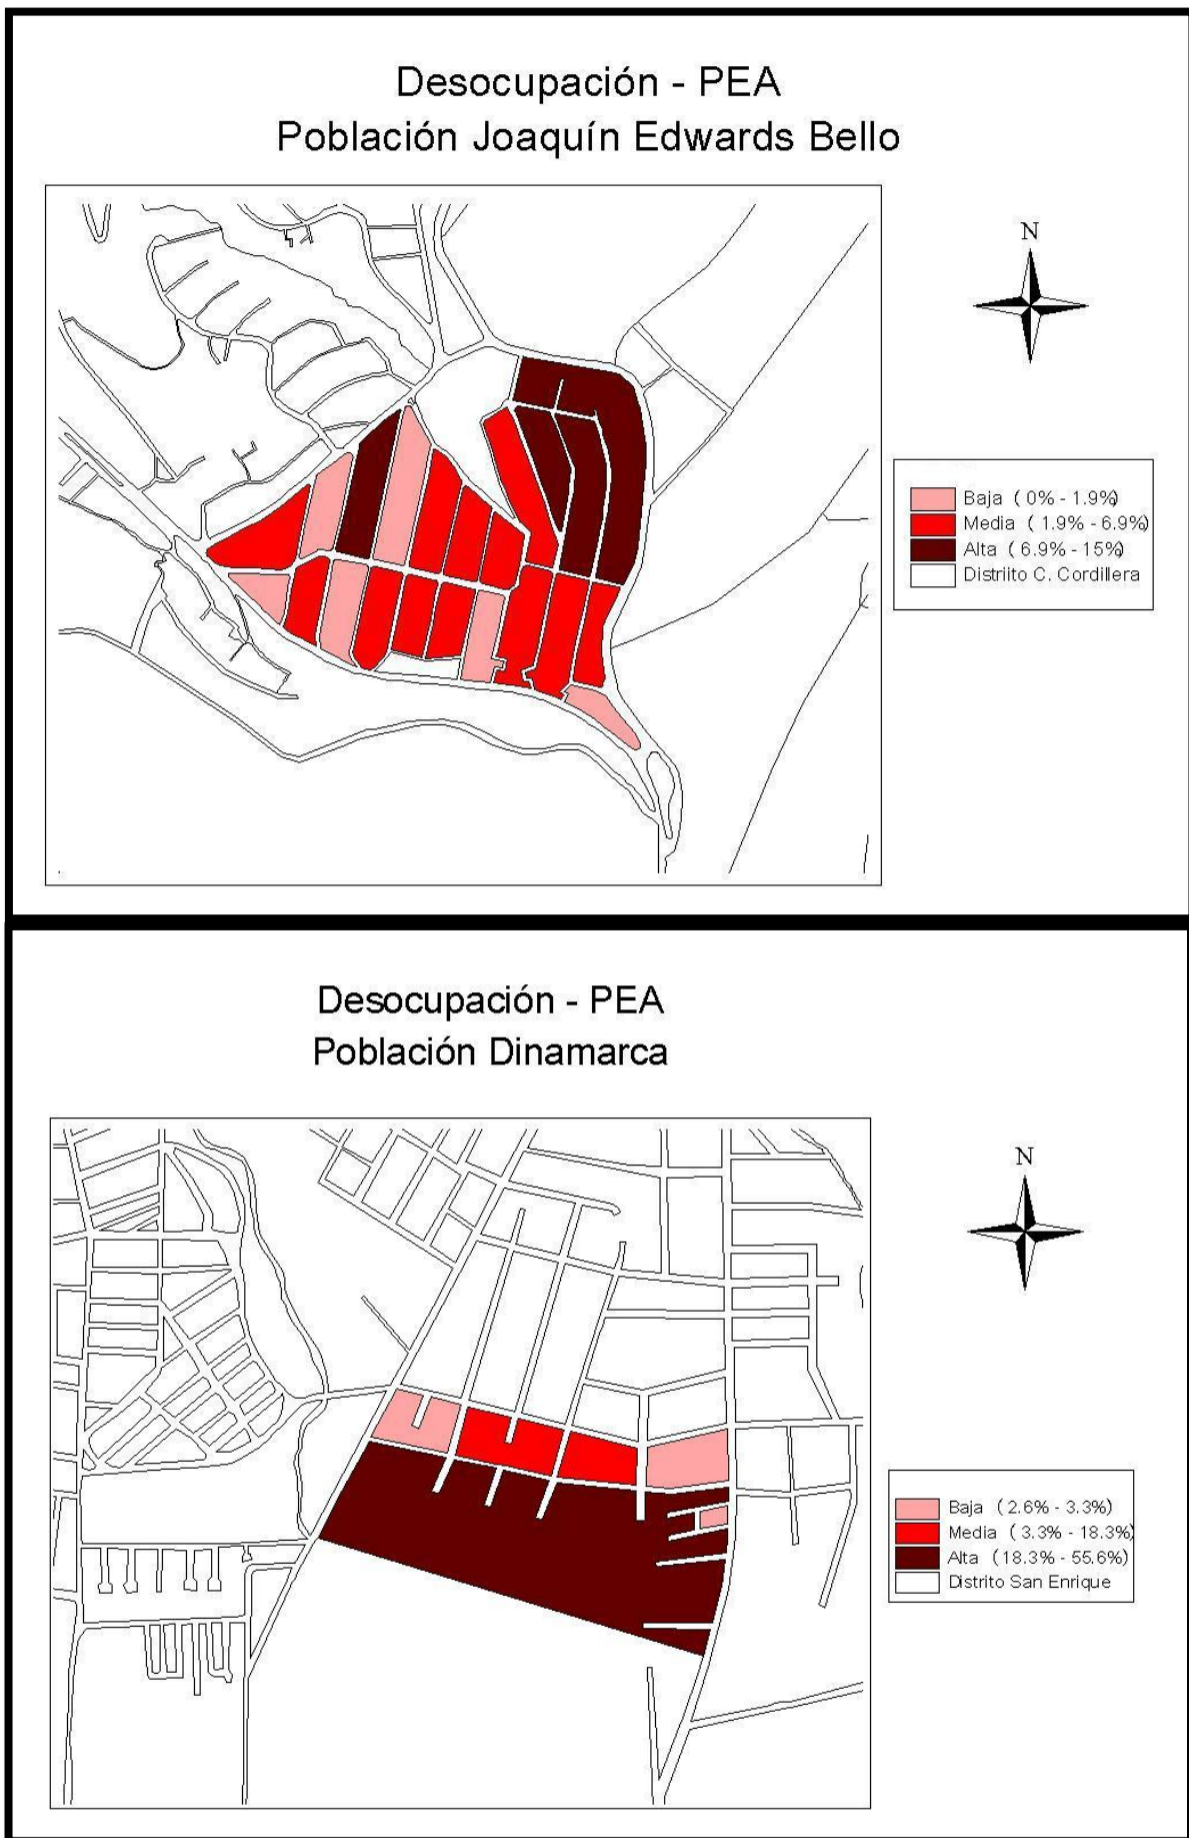 Desocupación - PEA
Población Joaquín Edwards Bello
N
Baja ( 0% - 1.9%)
Media ( 1.9% - 6.9%)
Alta ( 6.9% - 15%)
Distriito C. Cordillera
Desocupación - PEA
Población Dinamarca
N
Baja (2.6% - 3.3%)
Media (3.3% - 18.3%)
Alta (18.3% - 55.6%)
Distrito San Enrique